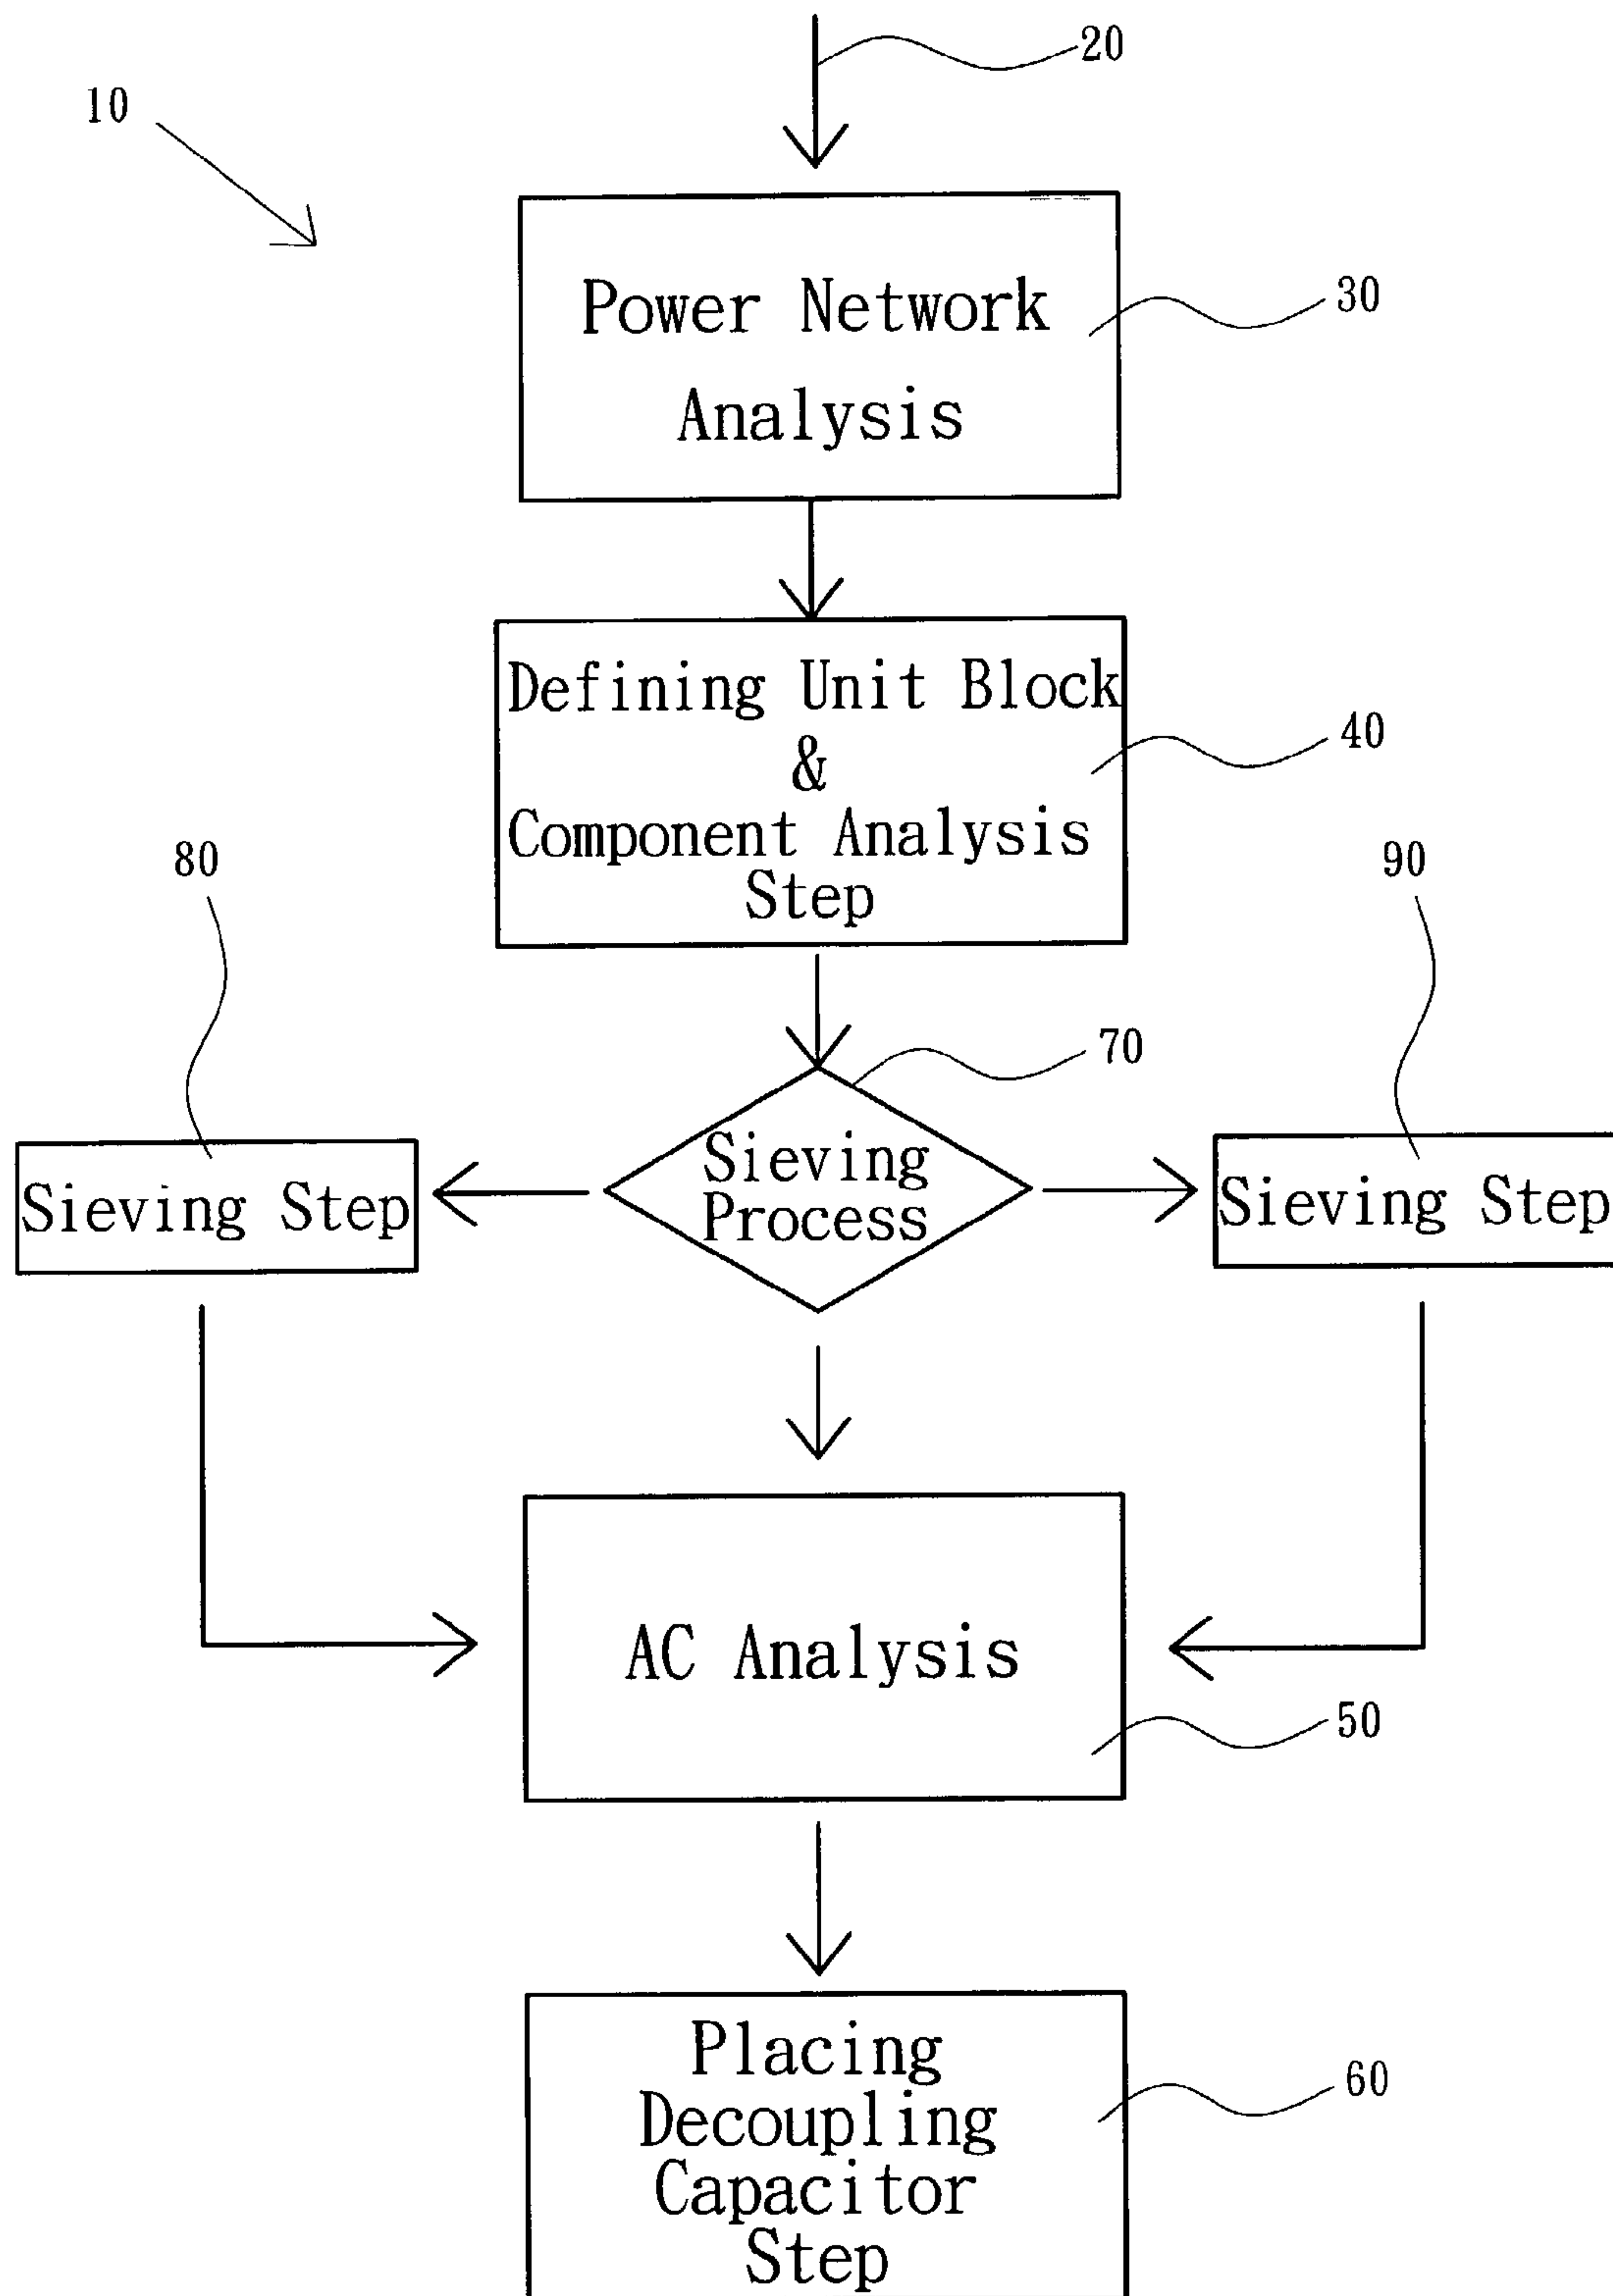 20
10
Power Network
Analysis
30
Defining Unit Block
&
Component Analysis
Step
40
80
90
70
Sieving
Process
Sieving Step
Sieving Step
AC Analysis
50
Placing
Decoupling
Capacitor
Step
60